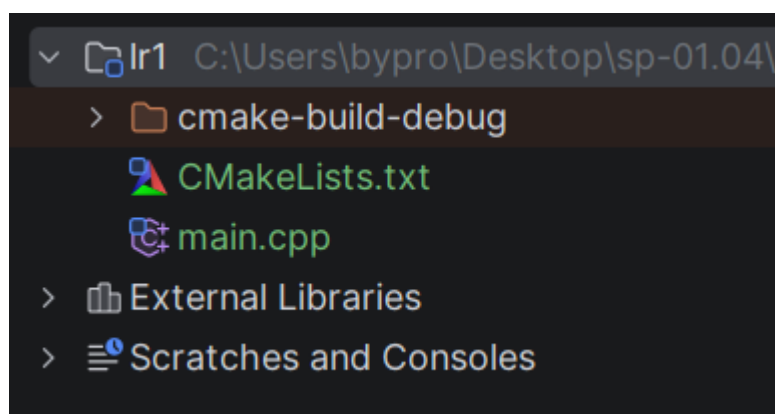 lr1 C:\Users\bypro\Desktop\sp-01.04\
cmake-build-debug
CMakeLists.txt
main.cpp
External Libraries
Scratches and Consoles